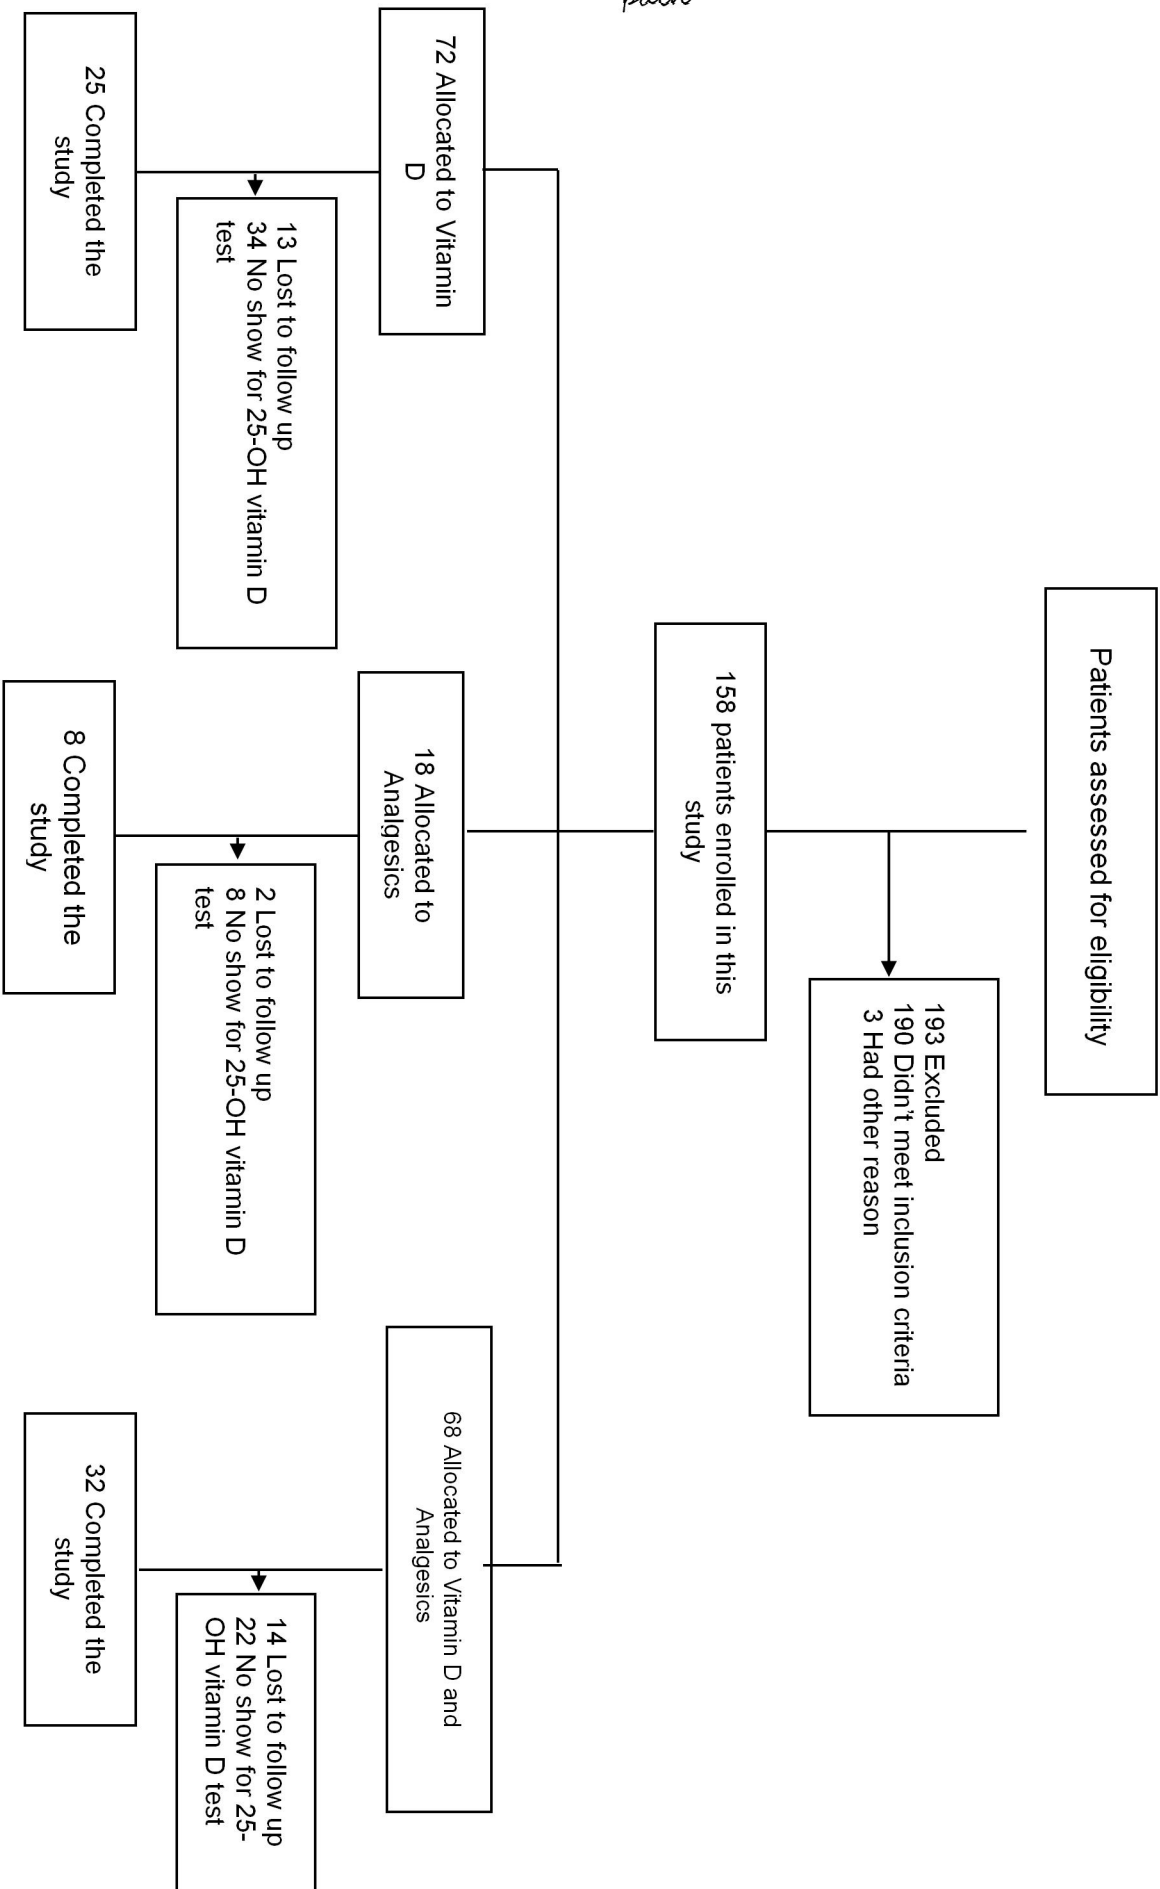 Patients assessed for eligibility
193 Excluded
190 Didn’t meet inclusion criteria
3 Had other reason
158 patients enrolled in this
study
72 Allocated to Vitamin
D
18 Allocated to
Analgesics
68 Allocated to Vitamin D and
Analgesics
13 Lost to follow up
34 No show for 25-OH vitamin D
test
2 Lost to follow up
8 No show for 25-OH vitamin D
test
14 Lost to follow up
22 No show for 25-
OH vitamin D test
25 Completed the
study
8 Completed the
study
32 Completed the
study